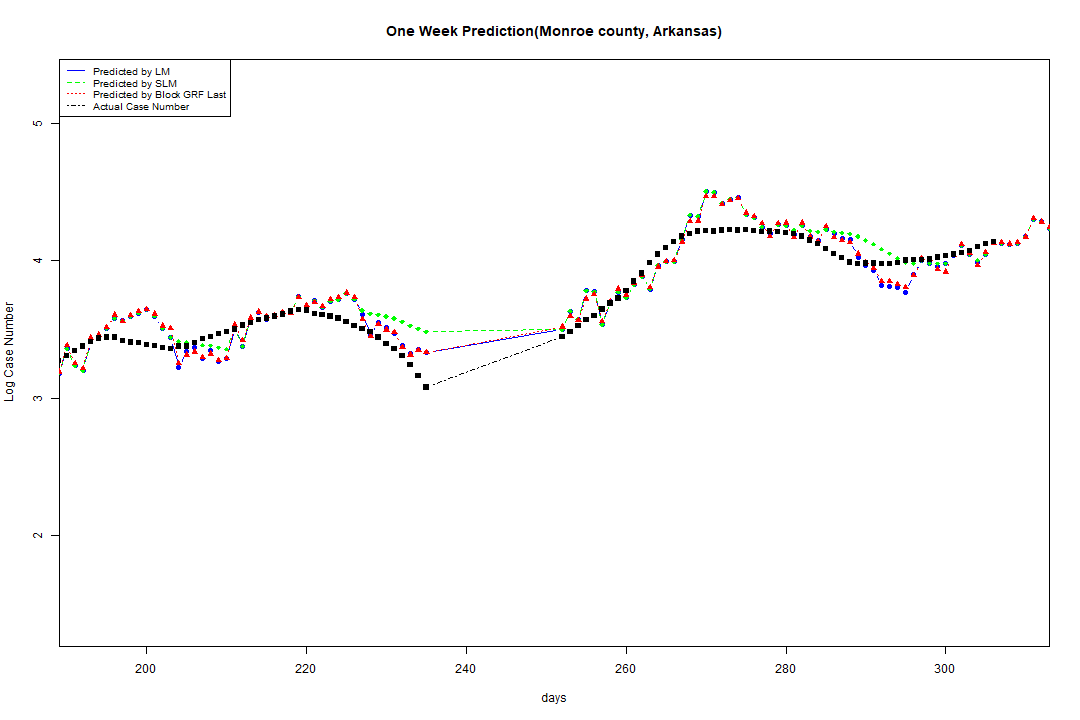 One Week Prediction(Monroe county, Arkansas)
Predicted by LM
Predicted by SLM
Predicted by Block GRF Last
Actual Case Number
5
4
3
2
Log Case Number
200 220 240 260 280 300
days